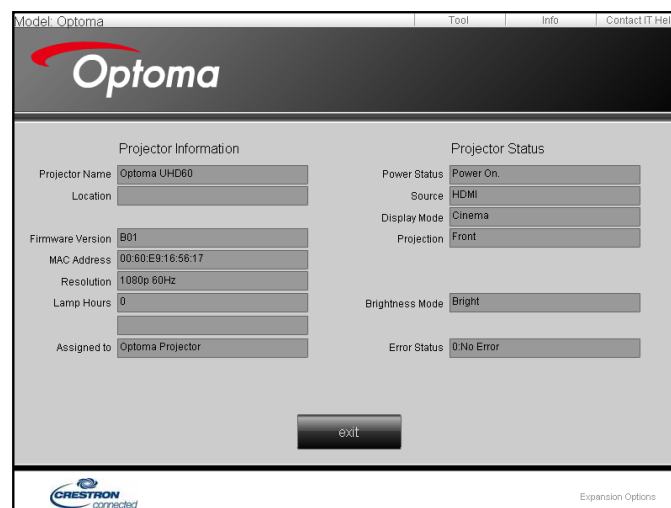 Model: Optoma
Tool
Info
Contact IT Hel
Optoma
Projector Information
Projector Name Optoma UHD60
Location
Firmware Version B01
MAC Address 00:60:E9:16:56:17
Resolution 1080p 60Hz
Lamp Hours 0
Assigned to Optoma Projector
Projector Status
Power Status Power On.
Source HDMI
Display Mode Cinema
Projection Front
Brightness Mode Bright
Error Status 0:No Error
exit
CRESTRON
connected
Expansion Options